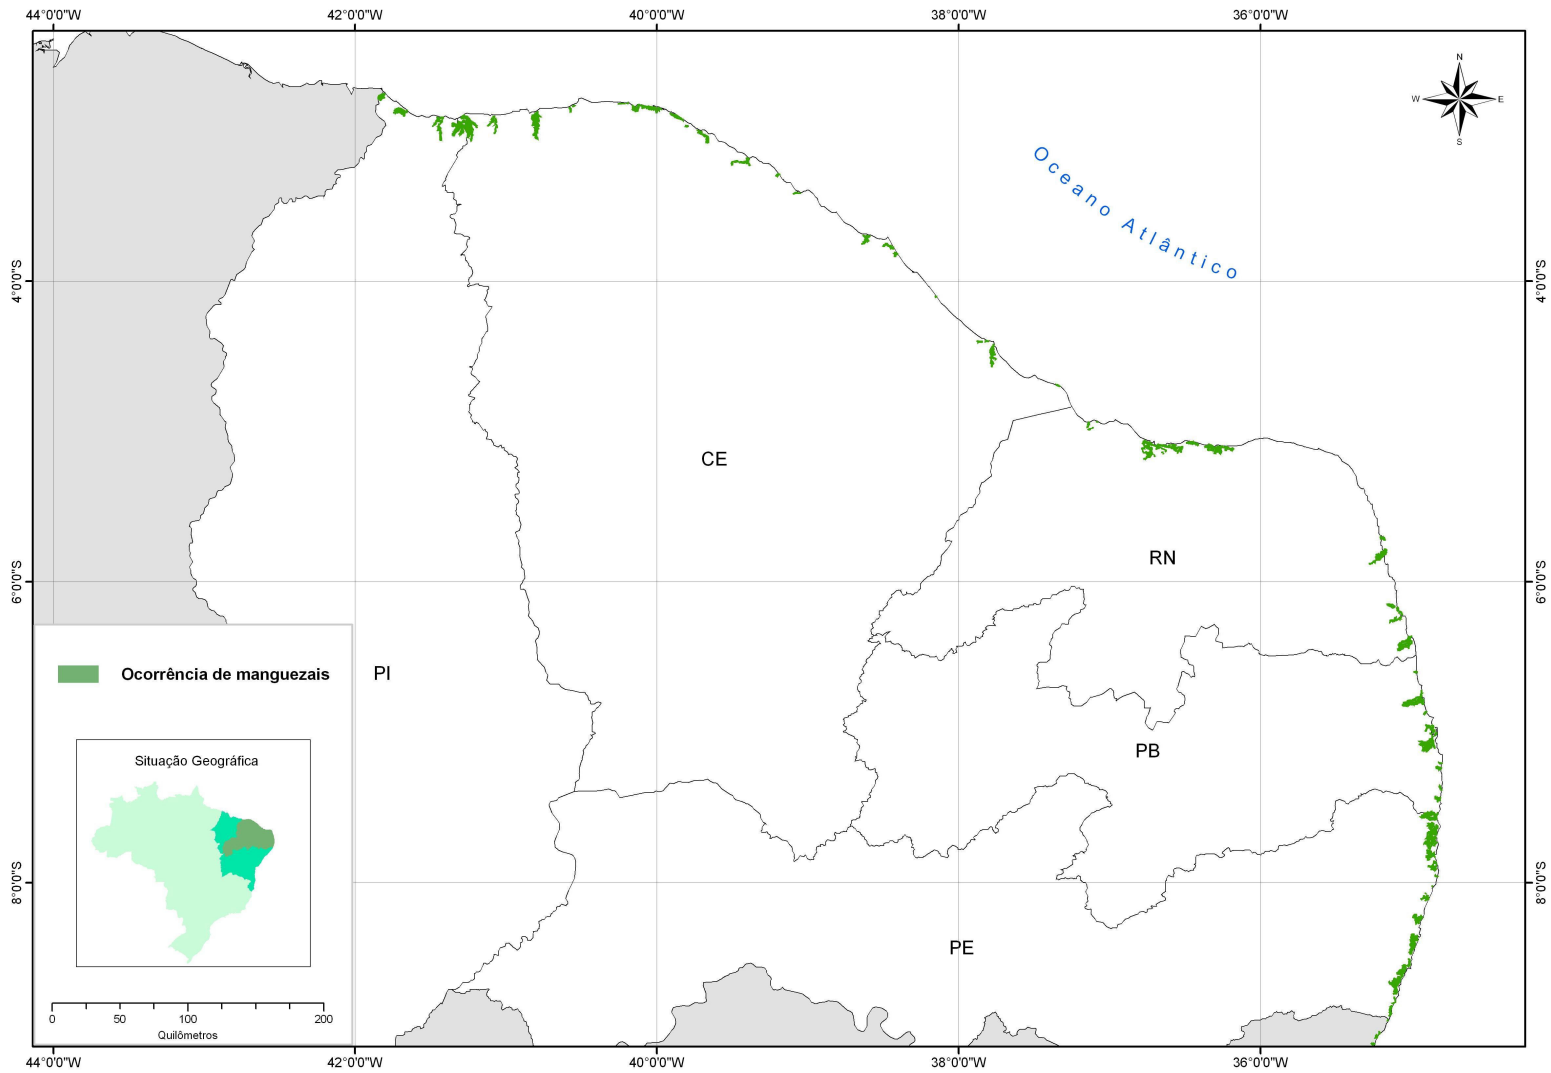 44°0'0"W 42°0'0"W 40°0'0"W 38°0'0"W 36°0'0"W
N
W E
S
Oceano Atlântico
4°0'0"S 4°0'0"S
CE
RN
6°0'0"S 6°0'0"S
PI
Ocorrência de manguezais
PB
Situação Geográfica
8°0'0"S 8°0'0"S
PE
0 50 100 200
Quilômetros
44°0'0"W 42°0'0"W 40°0'0"W 38°0'0"W 36°0'0"W